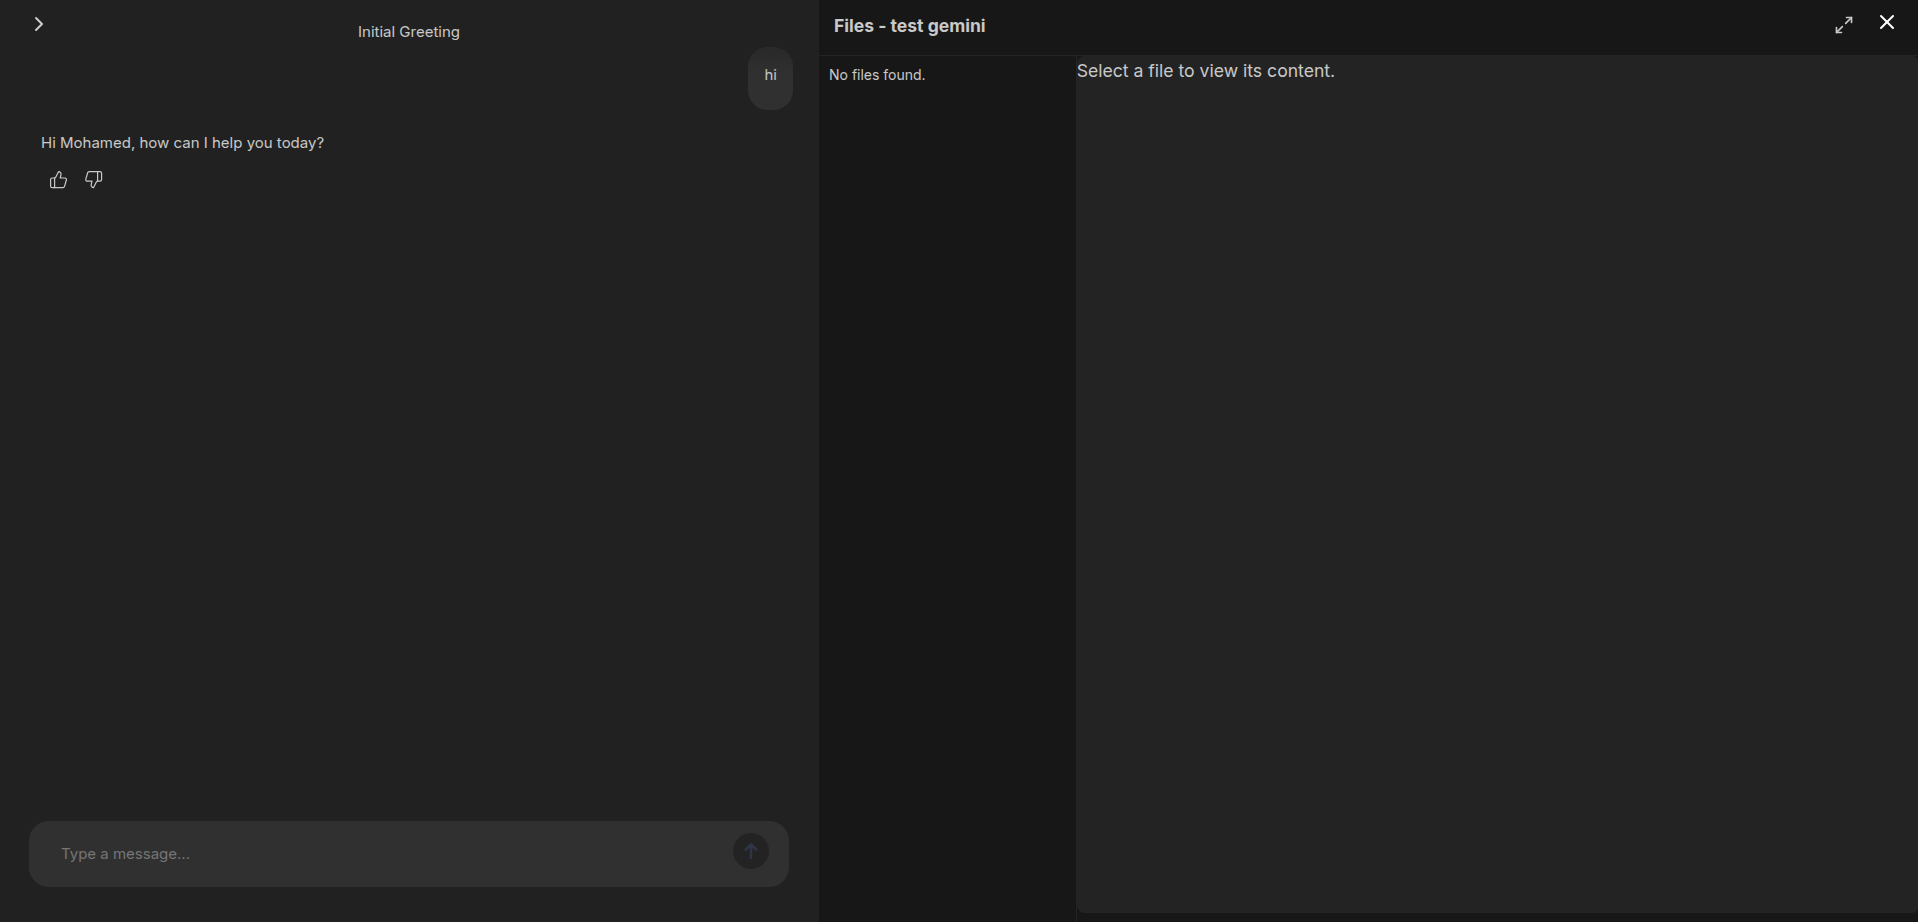 Initial Greeting
hi
Hi Mohamed, how can I help you today?
Type a message...
Files - test gemini
No files found.
Select a file to view its content.